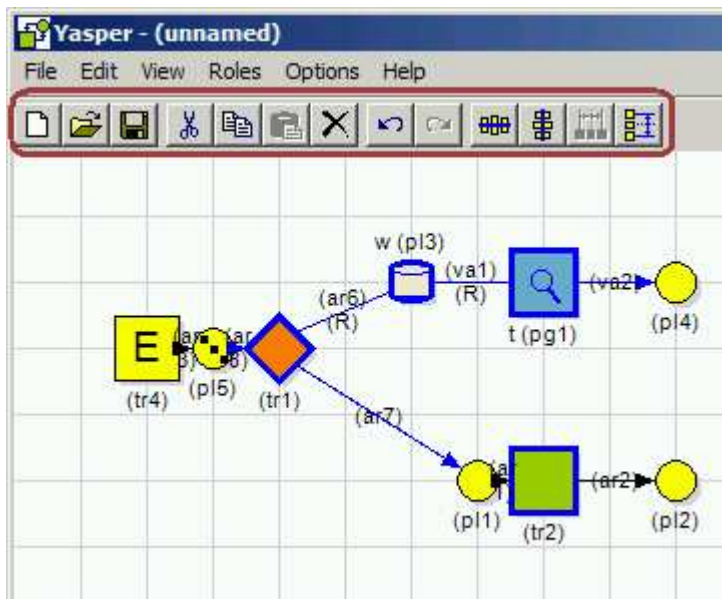 Yasper - (unnamed)
File Edit View Roles Options Help
w (pl3)
(va1)
(R)
(ar6)
(R)
(va2)
t (pg1)
(pl4)
E
(tr4)
(pl5)
(tr1)
(ar7)
(ar2)
(pl1)
(tr2)
(pl2)